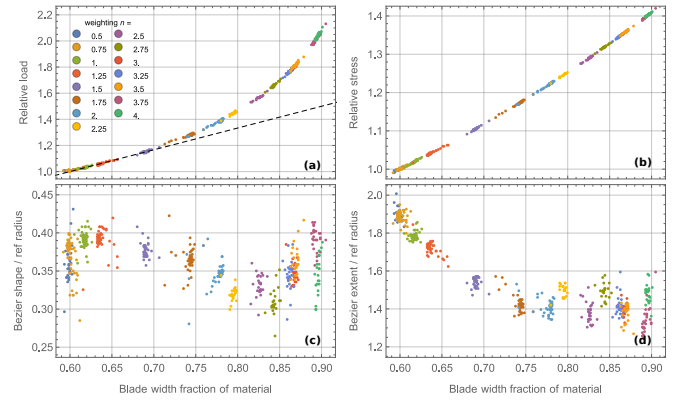 2.2
2.0
1.8
1.6
1.4
1.2
1.0
Relative load
weighting n =
0.5 2.5
0.75 2.75
1. 3.
1.25 3.25
1.5 3.5
1.75 3.75
2. 4.
2.25
(a)
1.4
1.3
1.2
1.1
1.0
Relative stress
(b)
0.45
0.40
0.35
0.30
0.25
Bezier shape / ref radius
(c)
0.60 0.65 0.70 0.75 0.80 0.85 0.90
Blade width fraction of material
2.0
1.8
1.6
1.4
1.2
Bezier extent / ref radius
(d)
0.60 0.65 0.70 0.75 0.80 0.85 0.90
Blade width fraction of material